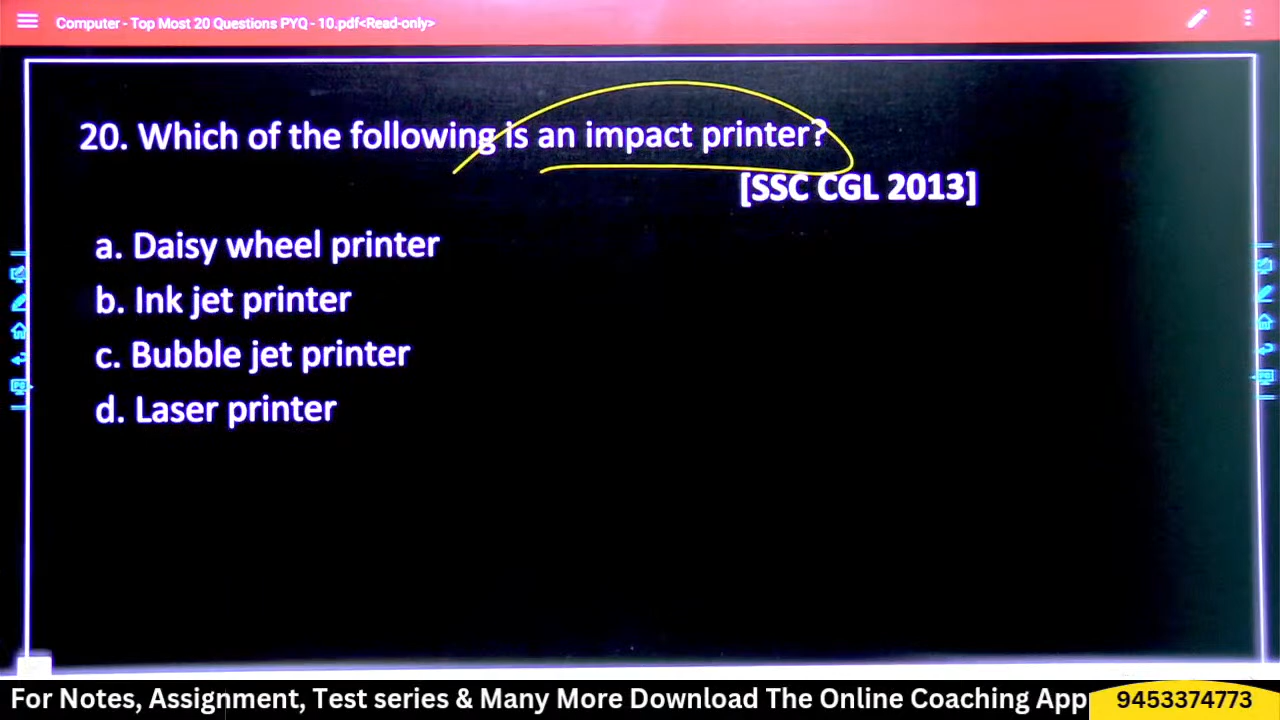 Computer - Top Most 20 Questions PYQ - 10.pdf<Read-only>
20. Which of the following is an impact printer?
[SSC CGL 2013]
a. Daisy wheel printer
b. Ink jet printer
c. Bubble jet printer
d. Laser printer
For Notes, Assignment, Test series & Many More Download The Online Coaching App 9453374773